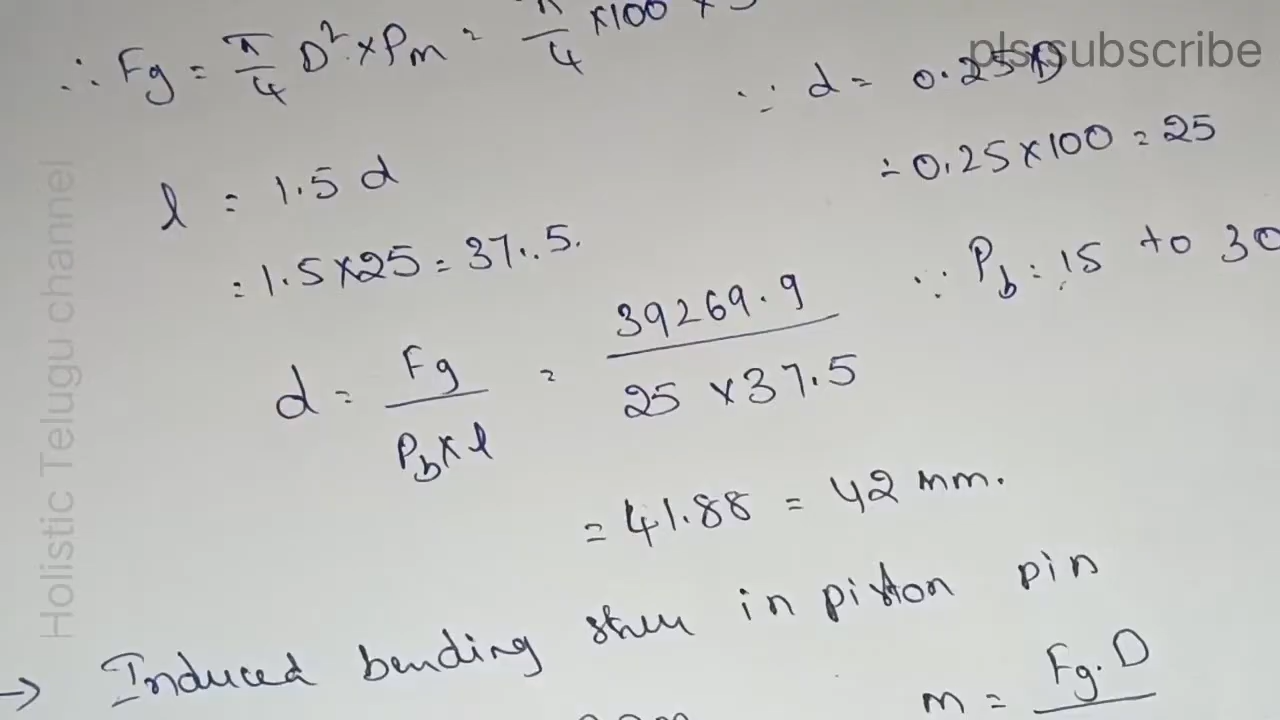 ∴ Fg = π/4 D² × Pm = π/4 × 100 ×
pls subscribe
∵ d = 0.25 D
= 0.25 × 100 = 25
l = 1.5 d
= 1.5 × 25 = 37.5.
∵ Pb = 15 to 30
d = Fg / Pb × l = 39269.9 / 25 × 37.5
= 41.88 = 42 mm.
→ Induced bending stress in piston pin
m = Fg . D
Holistic Telugu channel